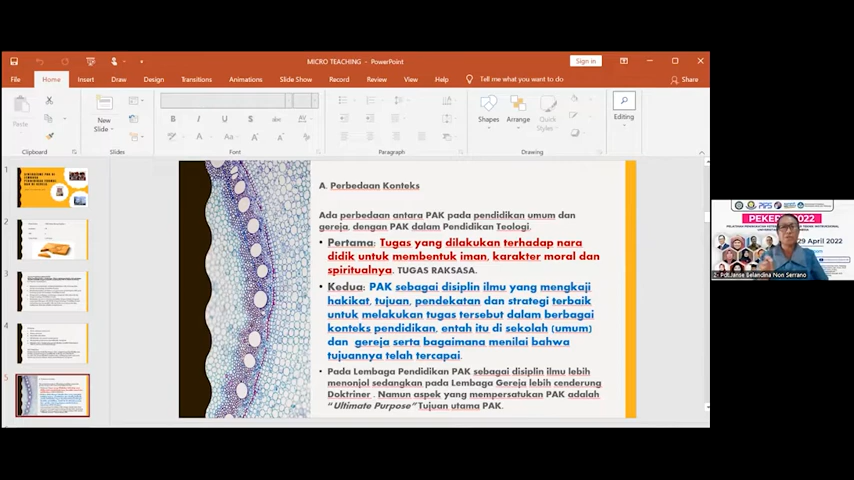 MICRO TEACHING - PowerPoint
Sign in
File
Home
Insert
Draw
Design
Transitions
Animations
Slide Show
Record
Review
View
Help
Tell me what you want to do
Share
Paste
New
Slide
Shapes
Arrange
Quick
Styles
Editing
Clipboard
Slides
Font
Paragraph
Drawing
1
2
3
4
5
A. Perbedaan Konteks
Ada perbedaan antara PAK pada pendidikan umum dan
gereja, dengan PAK dalam Pendidikan Teologi.
• Pertama: Tugas yang dilakukan terhadap nara
didik untuk membentuk iman, karakter moral dan
spiritualnya. TUGAS RAKSASA.
• Kedua: PAK sebagai disiplin ilmu yang mengkaji
hakikat, tujuan, pendekatan dan strategi terbaik
untuk melakukan tugas tersebut dalam berbagai
konteks pendidikan, entah itu di sekolah (umum)
dan gereja serta bagaimana menilai bahwa
tujuannya telah tercapai.
• Pada Lembaga Pendidikan PAK sebagai disiplin ilmu lebih
menonjol sedangkan pada Lembaga Gereja lebih cenderung
Doktriner . Namun aspek yang mempersatukan PAK adalah
"Ultimate Purpose" Tujuan utama PAK.
29 April 2022
Selandina Non Serrano